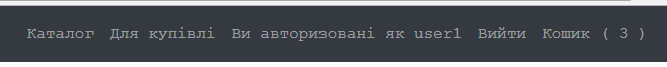 Каталог Для купівлі Ви авторизовані як user1 Вийти Кошик ( 3 )